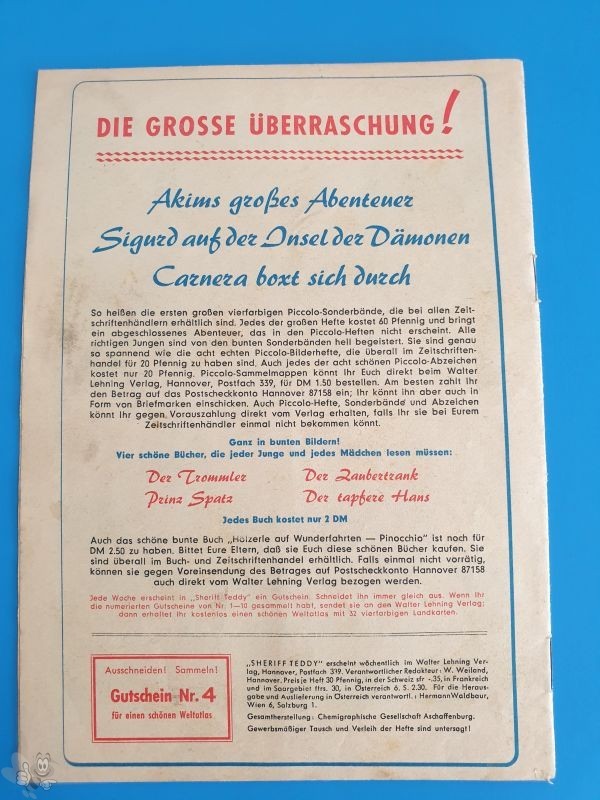 DIE GROSSE ÜBERRASCHUNG!
Akims großes Abenteuer
Sigurd auf der Insel der Dämonen
Carnera boxt sich durch
So heißen die ersten großen vierfarbigen Piccolo-Sonderbände, die bei allen Zeit-
schriftenhändlern erhältlich sind. Jedes der großen Hefte kostet 60 Pfennig und bringt
ein abgeschlossenes Abenteuer, das in den Piccolo-Heften nicht erscheint. Alle
richtigen Jungen sind von den bunten Sonderbänden hell begeistert. Sie sind genau
so spannend wie die acht echten Piccolo-Bilderhefte, die überall im Zeitschriften-
handel für 20 Pfennig zu haben sind. Auch jedes der acht schönen Piccolo-Abzeichen
kostet nur 20 Pfennig. Piccolo-Sammelmappen könnt Ihr Euch direkt beim Walter
Lehning Verlag, Hannover, Postfach 339, für DM 1.50 bestellen. Am besten zahlt Ihr
den Betrag auf das Postscheckkonto Hannover 87158 ein; Ihr könnt ihn aber auch in
Form von Briefmarken einschicken. Auch Piccolo-Hefte, Sonderbände und Abzeichen
könnt Ihr gegen Vorauszahlung direkt vom Verlag erhalten, falls Ihr sie bei Eurem
Zeitschriftenhändler einmal nicht bekommen könnt.
Ganz in bunten Bildern!
Vier schöne Bücher, die jeder Junge und jedes Mädchen lesen müssen:
Der Trommler Der Zaubertrank
Prinz Spatz Der tapfere Hans
Jedes Buch kostet nur 2 DM
Auch das schöne bunte Buch „Hölzerle auf Wunderfahrten — Pinocchio" ist noch für
DM 2.50 zu haben. Bittet Eure Eltern, daß sie Euch diese schönen Bücher kaufen. Sie
sind überall im Buch- und Zeitschriftenhandel erhältlich. Falls einmal nicht vorrätig,
können sie gegen Voreinsendung des Betrages auf Postscheckkonto Hannover 87158
auch direkt vom Walter Lehning Verlag bezogen werden.
Jede Woche erscheint in „Sheriff Teddy" ein Gutschein. Schneidet ihn immer gleich aus. Wenn Ihr
die numerierten Gutscheine von Nr. 1—10 gesammelt habt, sendet sie an den Walter Lehning Verlag;
dann erhaltet Ihr kostenlos einen schönen Weltatlas mit 32 vierfarbigen Landkarten.
Ausschneiden! Sammeln!
Gutschein Nr. 4
für einen schönen Weltatlas
„SHERIFF TEDDY" erscheint wöchentlich im Walter Lehning Ver-
lag, Hannover, Postfach 339. Verantwortlicher Redakteur: W. Weiland,
Hannover. Preis je Heft 30 Pfennig, in der Schweiz sfr -.35, in Frankreich
und im Saargebiet ffrs. 30, in Österreich ö. S. 2.30. Für die Heraus-
gabe und Auslieferung in Österreich verantwortl.: Hermann Waldbaur,
Wien 6, Salzburg 1.
Gesamtherstellung: Chemigraphische Gesellschaft Aschaffenburg.
Gewerbsmäßiger Tausch und Verleih der Hefte sind untersagt!